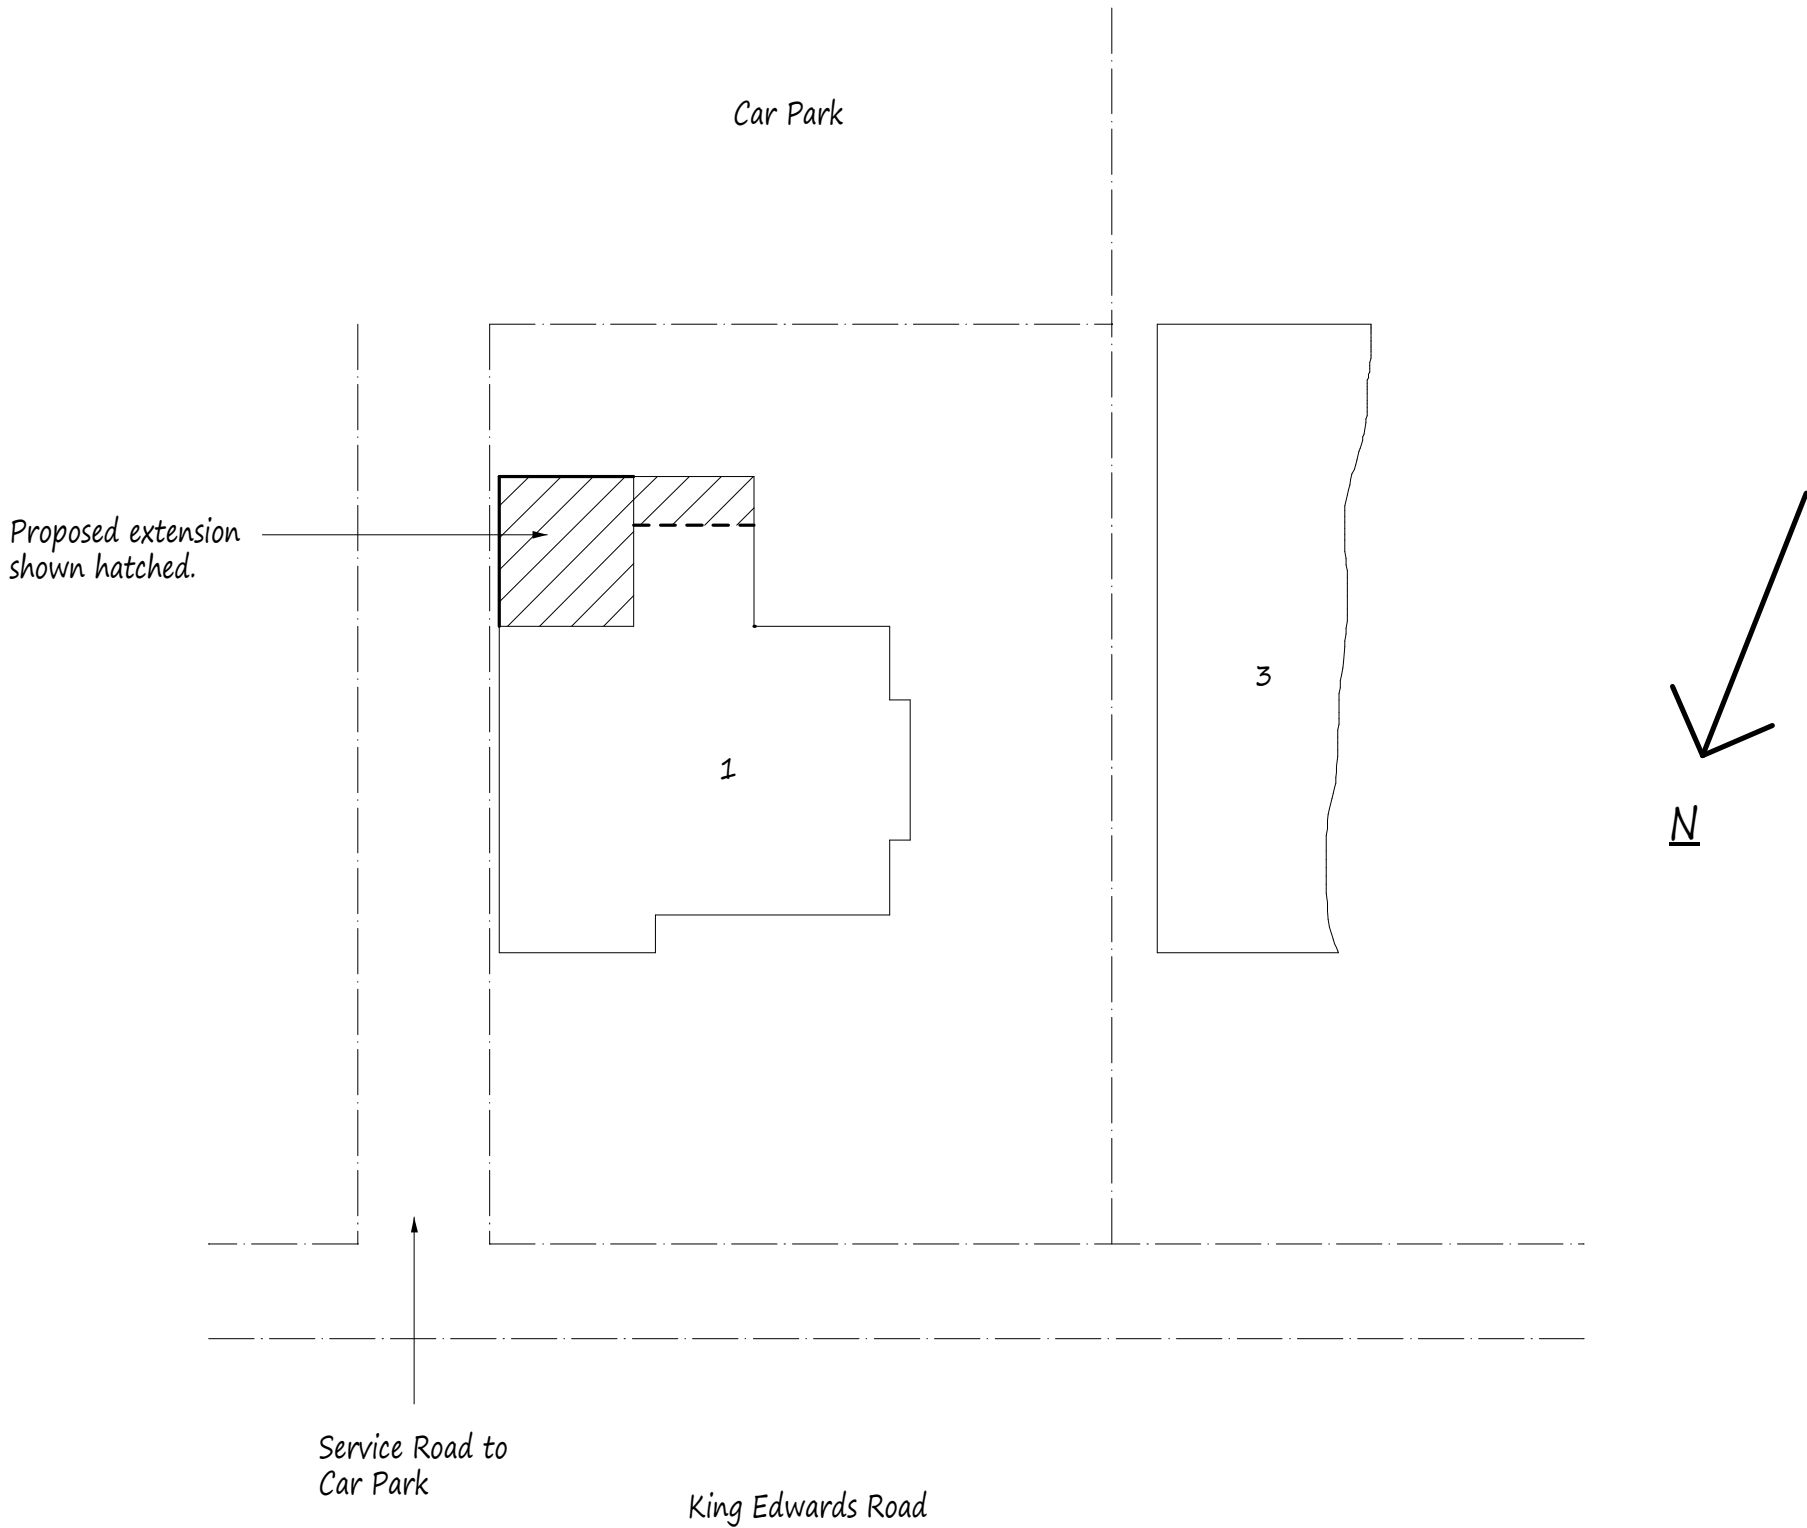 Car Park
Proposed extension
shown hatched.
3
1
N
Service Road to
Car Park
King Edwards Road